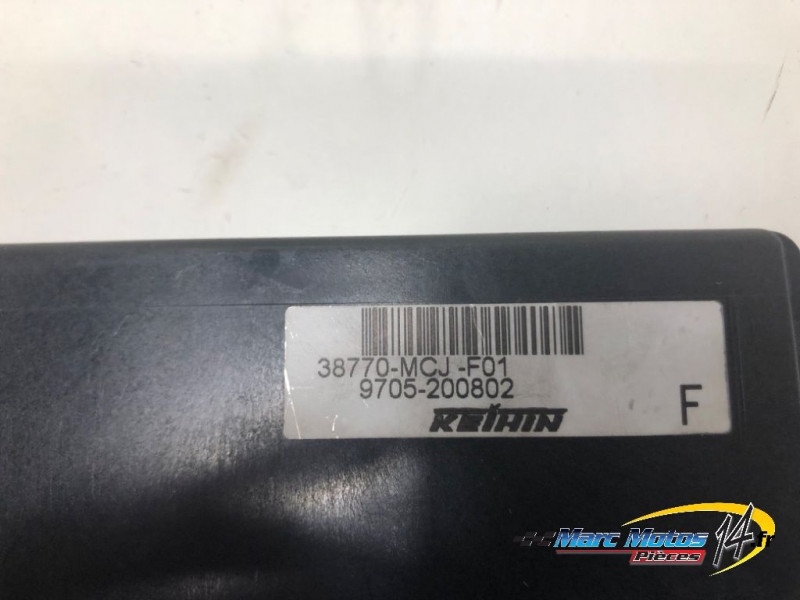 38770-MCJ -F01
9705-200802
KEIHIN
F
Marc Motos 14.fr
Pièces